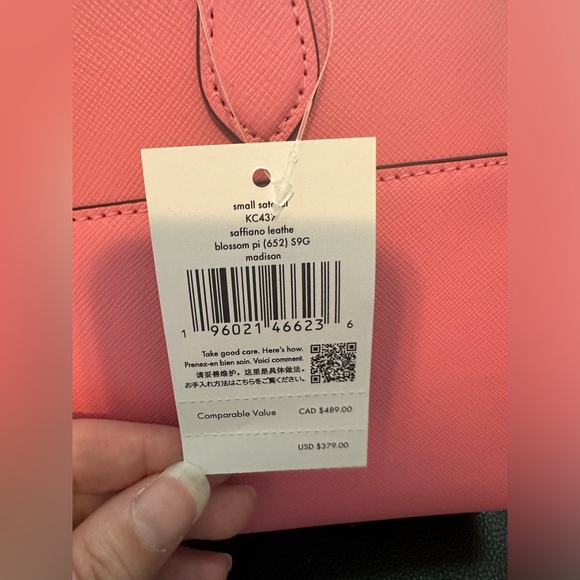 small
KC437
saffiano leathe
blossom pi (652) S9G
madison
1 96021 46623 6
Take good care. Here's how.
Prenez-en bien soin. Voici comment.
请妥善维护。这里是具体做法。
お手入れ方法はこちらをご覧ください。
Comparable Value CAD $489.00
USD $379.00